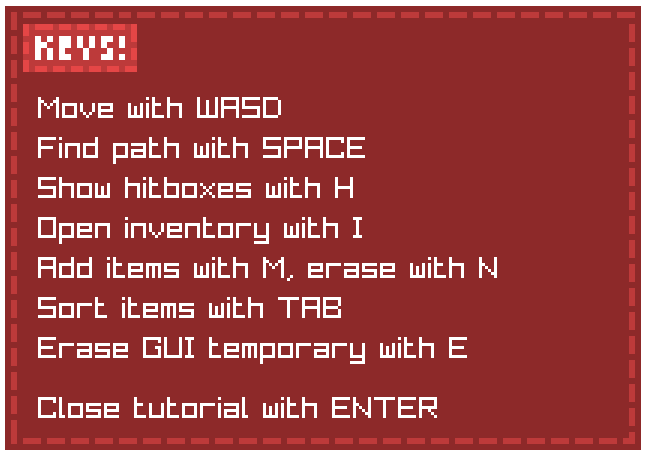 KEYS!
Move with WASD
Find path with SPACE
Show hitboxes with H
Open inventory with I
Add items with M, erase with N
Sort items with TAB
Erase GUI temporary with E
Close tutorial with ENTER